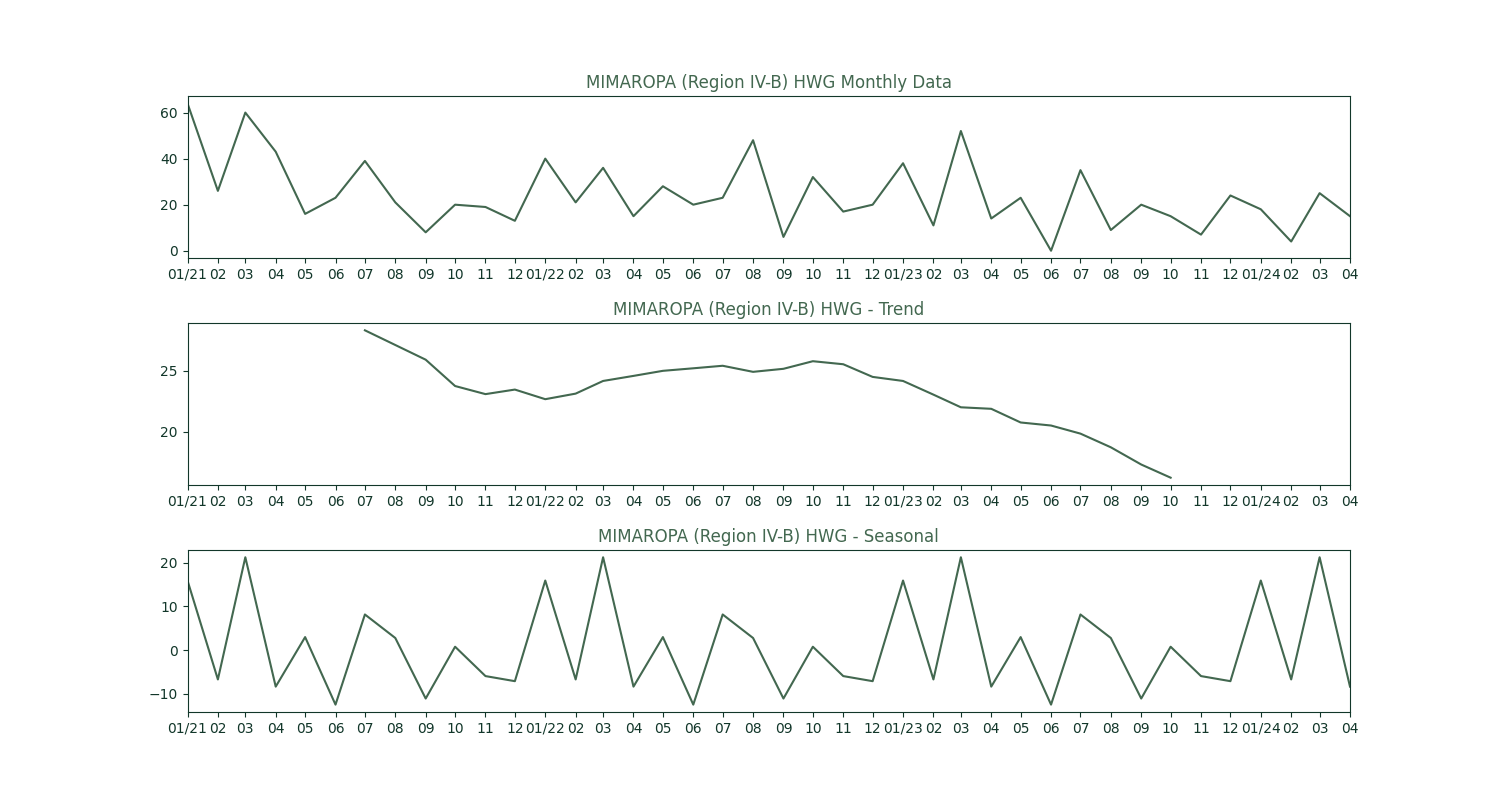 MIMAROPA (Region IV-B) HWG Monthly Data
60
40
20
0
01/21 02 03 04 05 06 07 08 09 10 11 12 01/22 02 03 04 05 06 07 08 09 10 11 12 01/23 02 03 04 05 06 07 08 09 10 11 12 01/24 02 03 04
MIMAROPA (Region IV-B) HWG - Trend
25
20
01/21 02 03 04 05 06 07 08 09 10 11 12 01/22 02 03 04 05 06 07 08 09 10 11 12 01/23 02 03 04 05 06 07 08 09 10 11 12 01/24 02 03 04
MIMAROPA (Region IV-B) HWG - Seasonal
20
10
0
−10
01/21 02 03 04 05 06 07 08 09 10 11 12 01/22 02 03 04 05 06 07 08 09 10 11 12 01/23 02 03 04 05 06 07 08 09 10 11 12 01/24 02 03 04